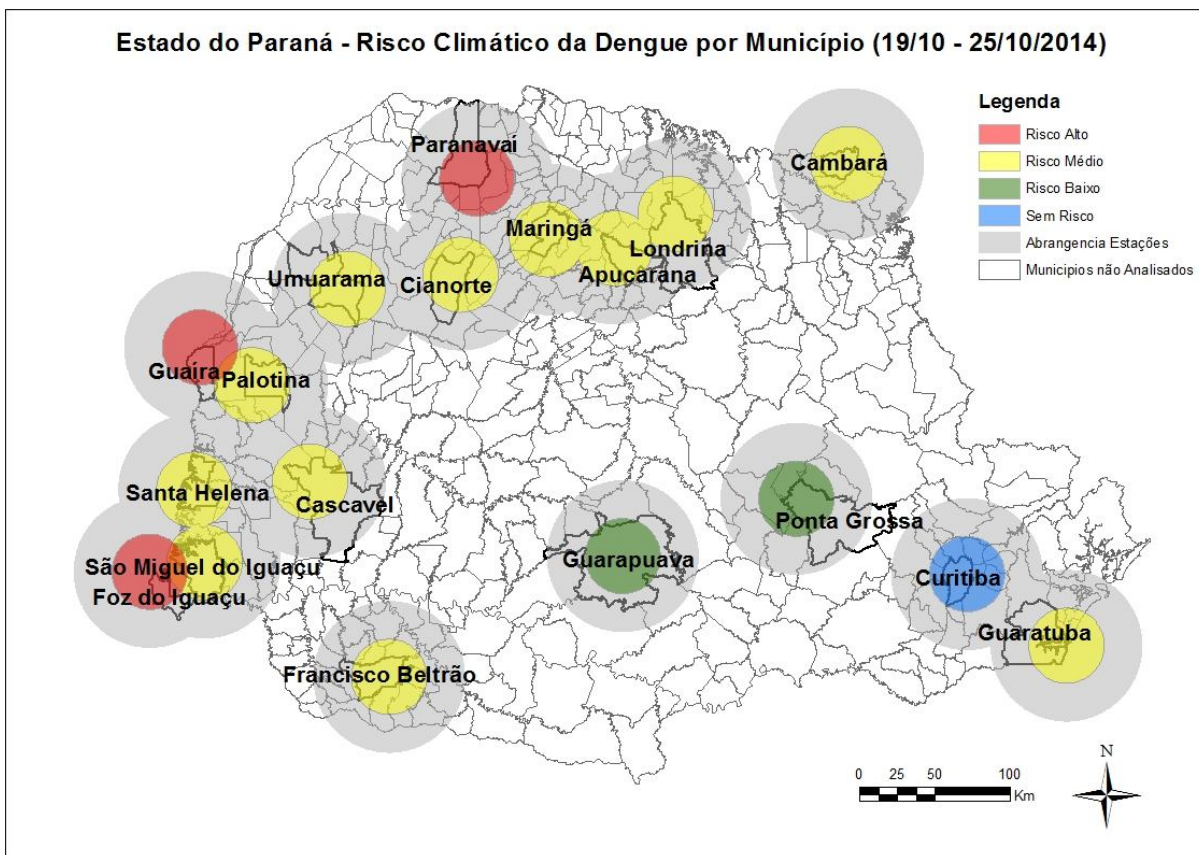 Estado do Paraná - Risco Climático da Dengue por Município (19/10 - 25/10/2014)
Legenda
Risco Alto
Risco Médio
Risco Baixo
Sem Risco
Abrangencia Estações
Municipios não Analisados
Paranavaí
Cambará
Maringá
Londrina
Apucarana
Umuarama
Cianorte
Guaíra
Palotina
Santa Helena
Cascavel
Ponta Grossa
Guarapuava
São Miguel do Iguaçu
Foz do Iguaçu
Curitiba
Guaratuba
Francisco Beltrão
N
0 25 50 100
Km